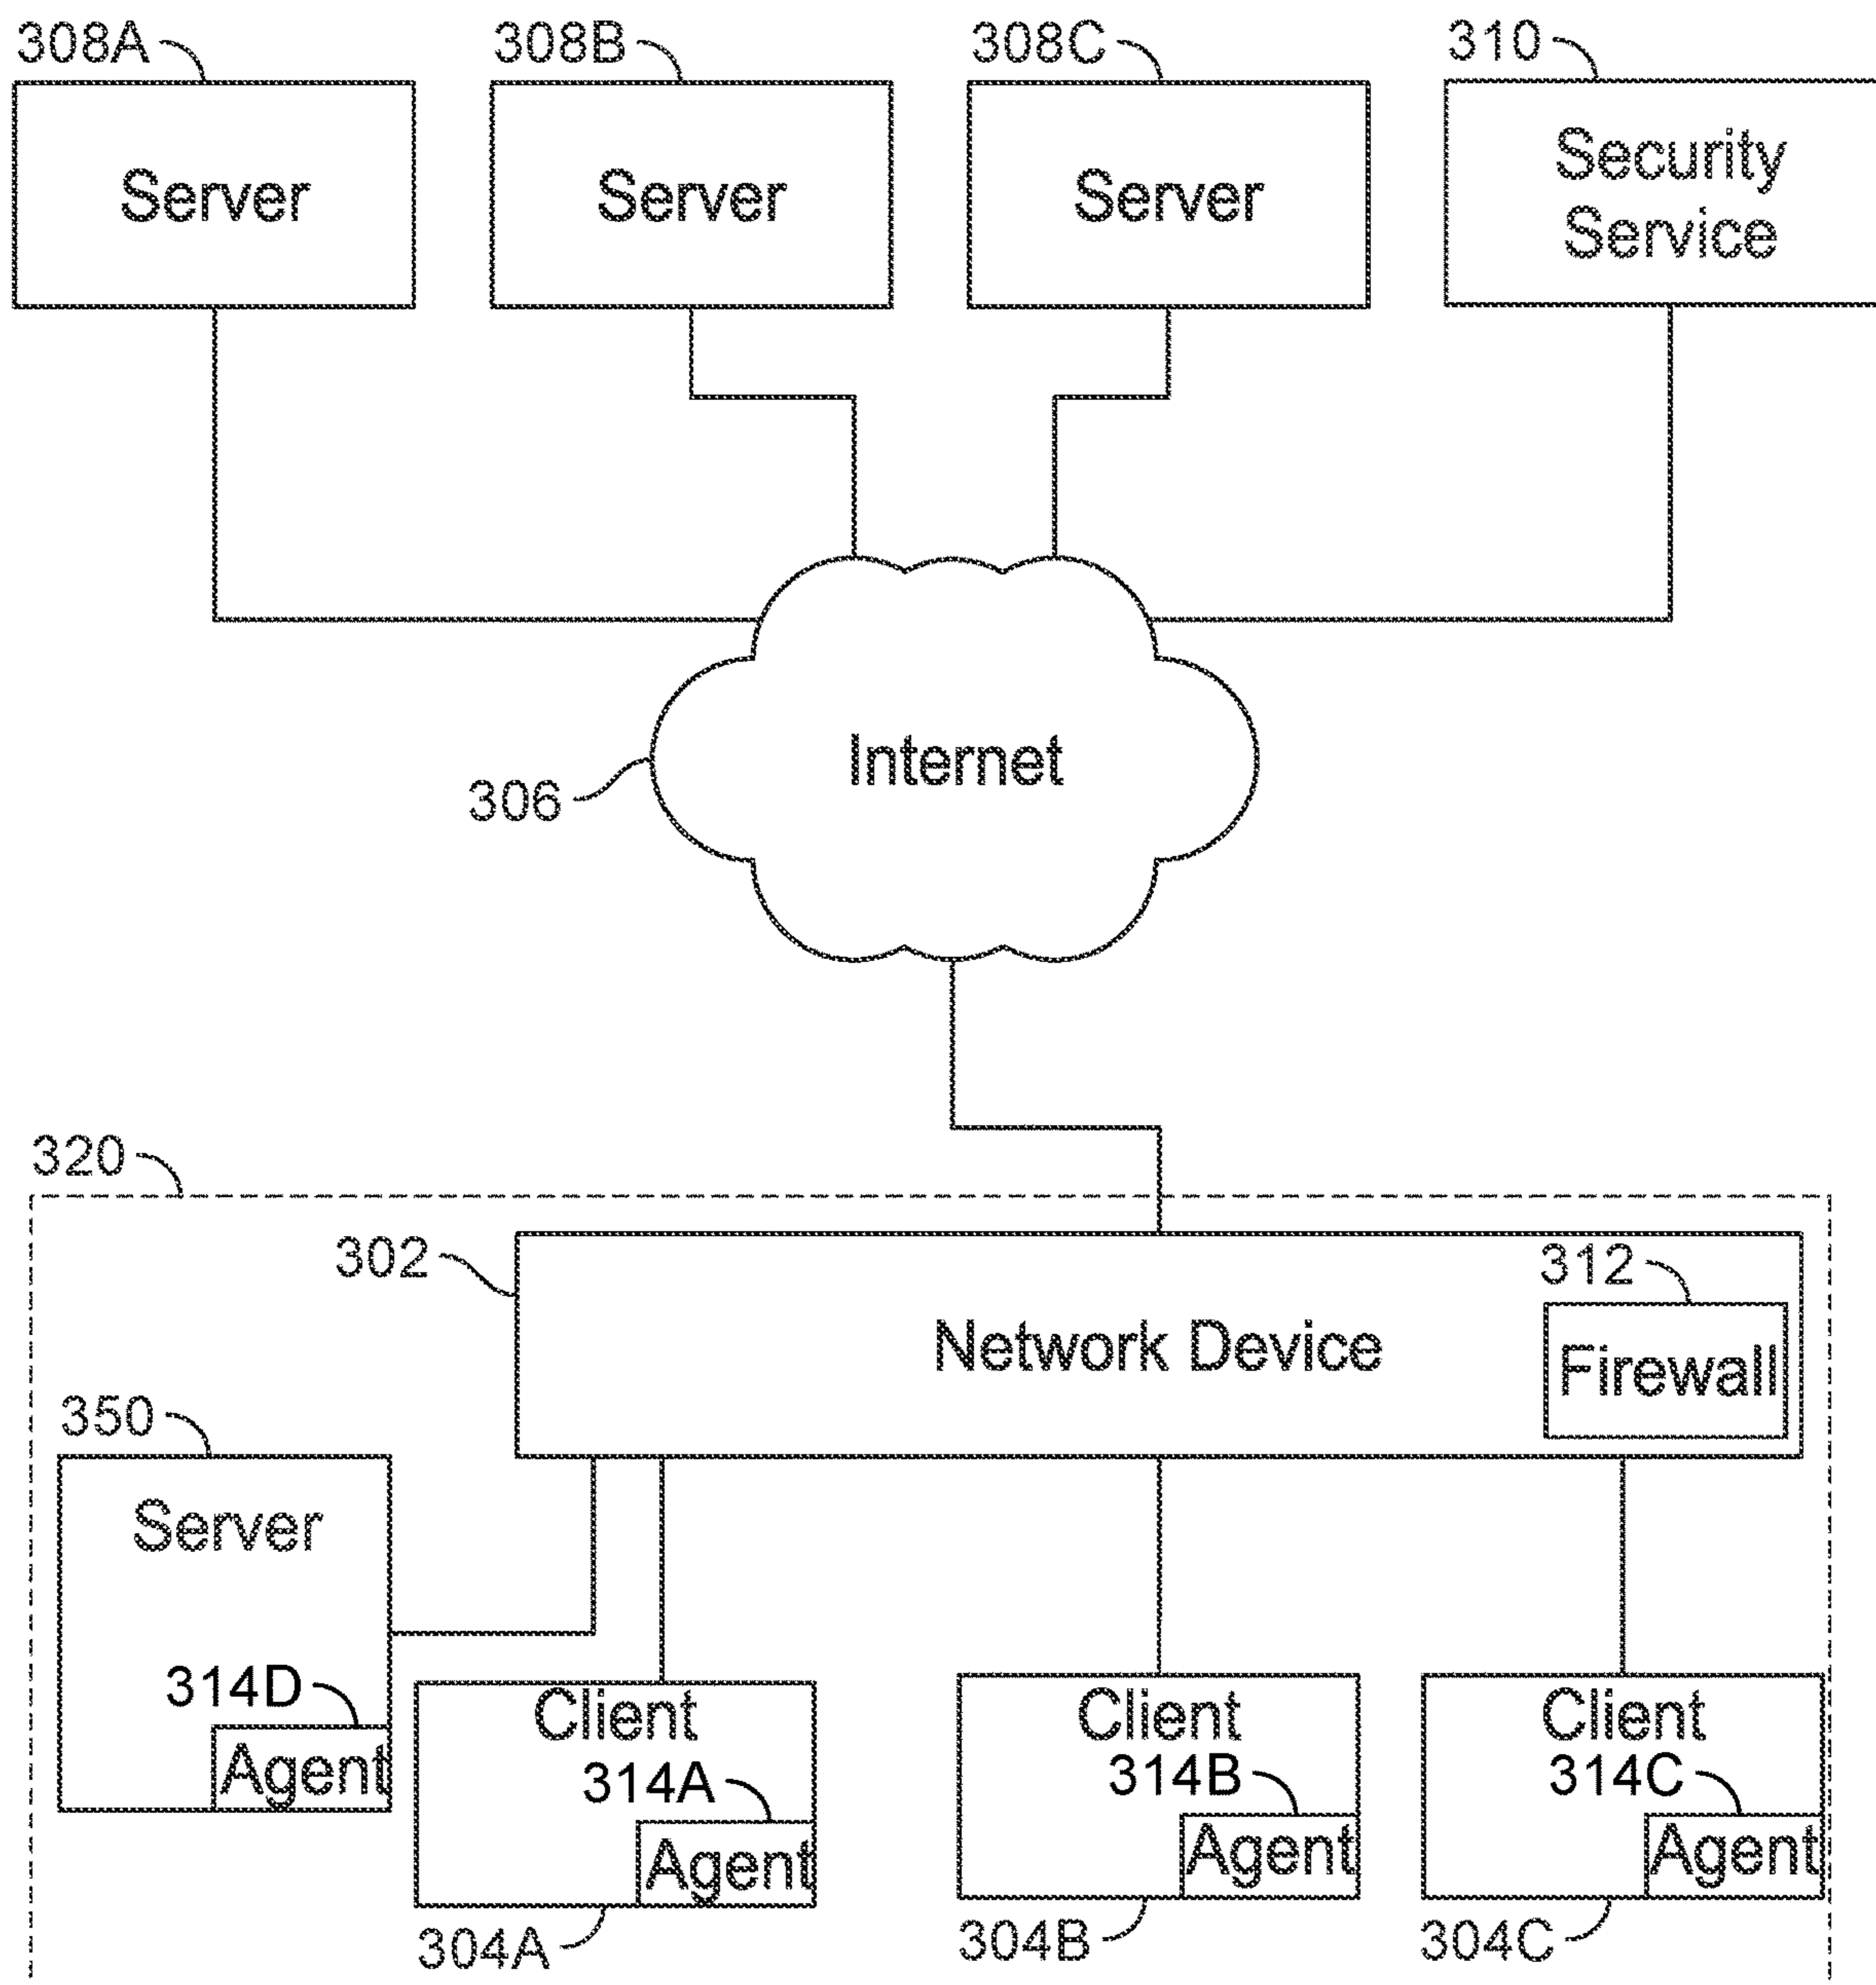 308A
308B
308C
310
Server
Server
Server
Security
Service
Internet
306
320
302
312
Network Device
Firewall
350
Server
314D
Agent
Client
314A
Agent
304A
Client
314B
Agent
304B
Client
314C
Agent
304C